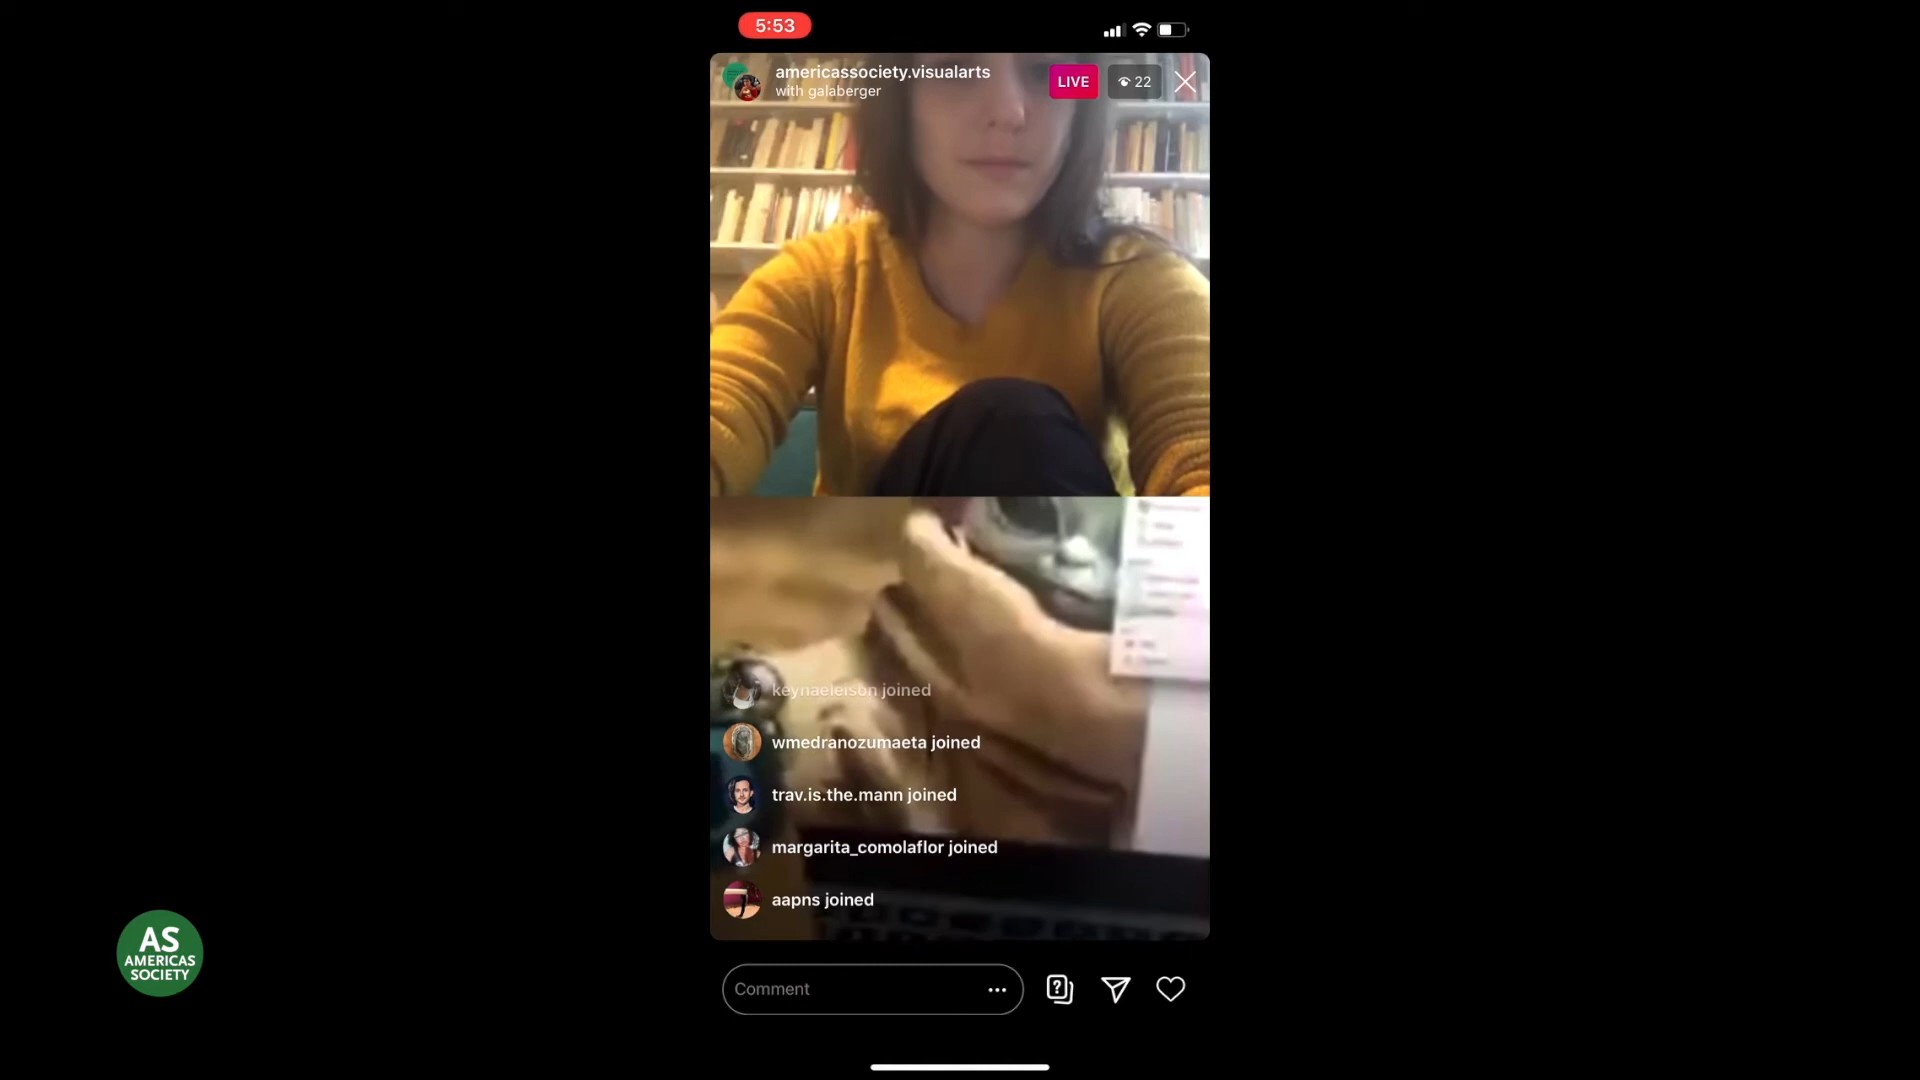 5:53
americassociety.visualarts
with galaberger
LIVE
22
keynaeleison joined
wmedranozumaeta joined
trav.is.the.mann joined
margarita_comolaflor joined
aapns joined
Comment
AS
AMERICAS
SOCIETY